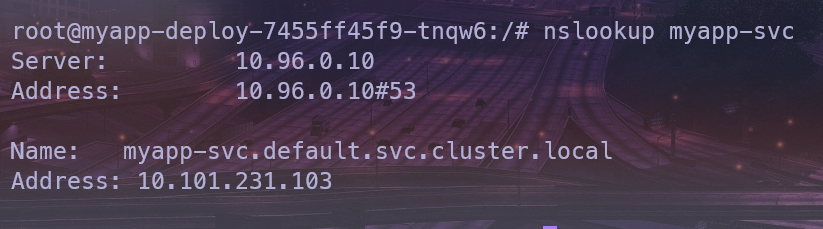 root@myapp-deploy-7455ff45f9-tnqw6:/# nslookup myapp-svc
Server:         10.96.0.10
Address:        10.96.0.10#53
Name:   myapp-svc.default.svc.cluster.local
Address: 10.101.231.103